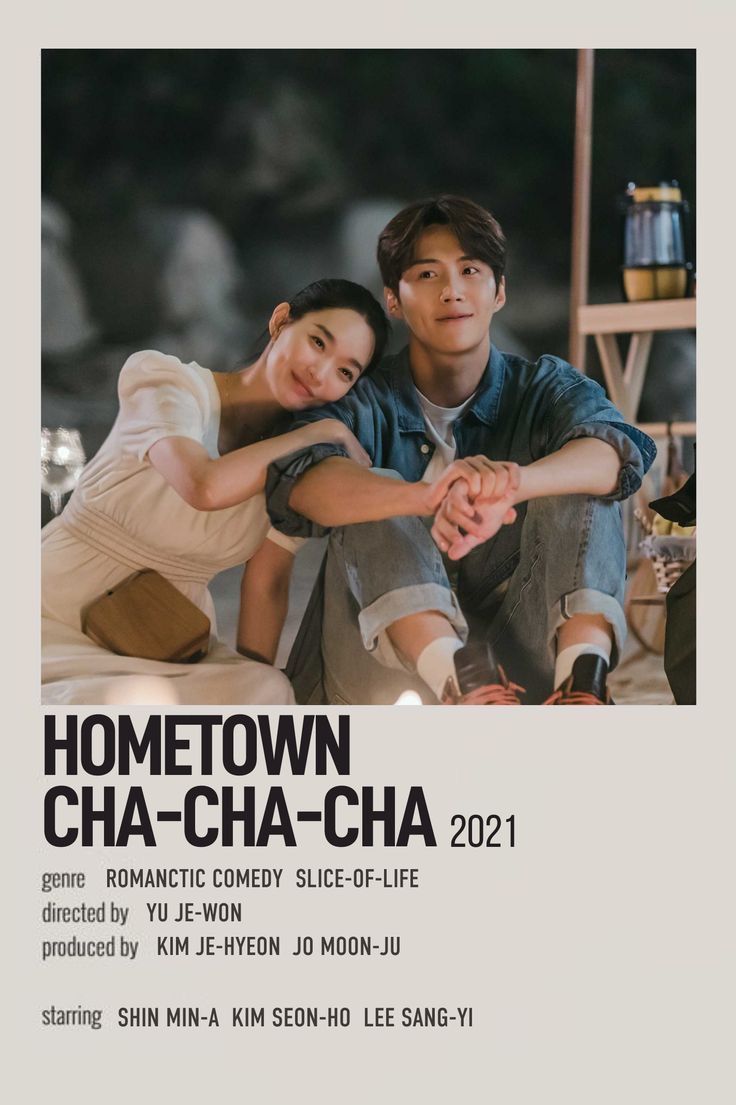 HOMETOWN
CHA-CHA-CHA 2021
genre ROMANCTIC COMEDY SLICE-OF-LIFE
directed by YU JE-WON
produced by KIM JE-HYEON JO MOON-JU
starring SHIN MIN-A KIM SEON-HO LEE SANG-YI